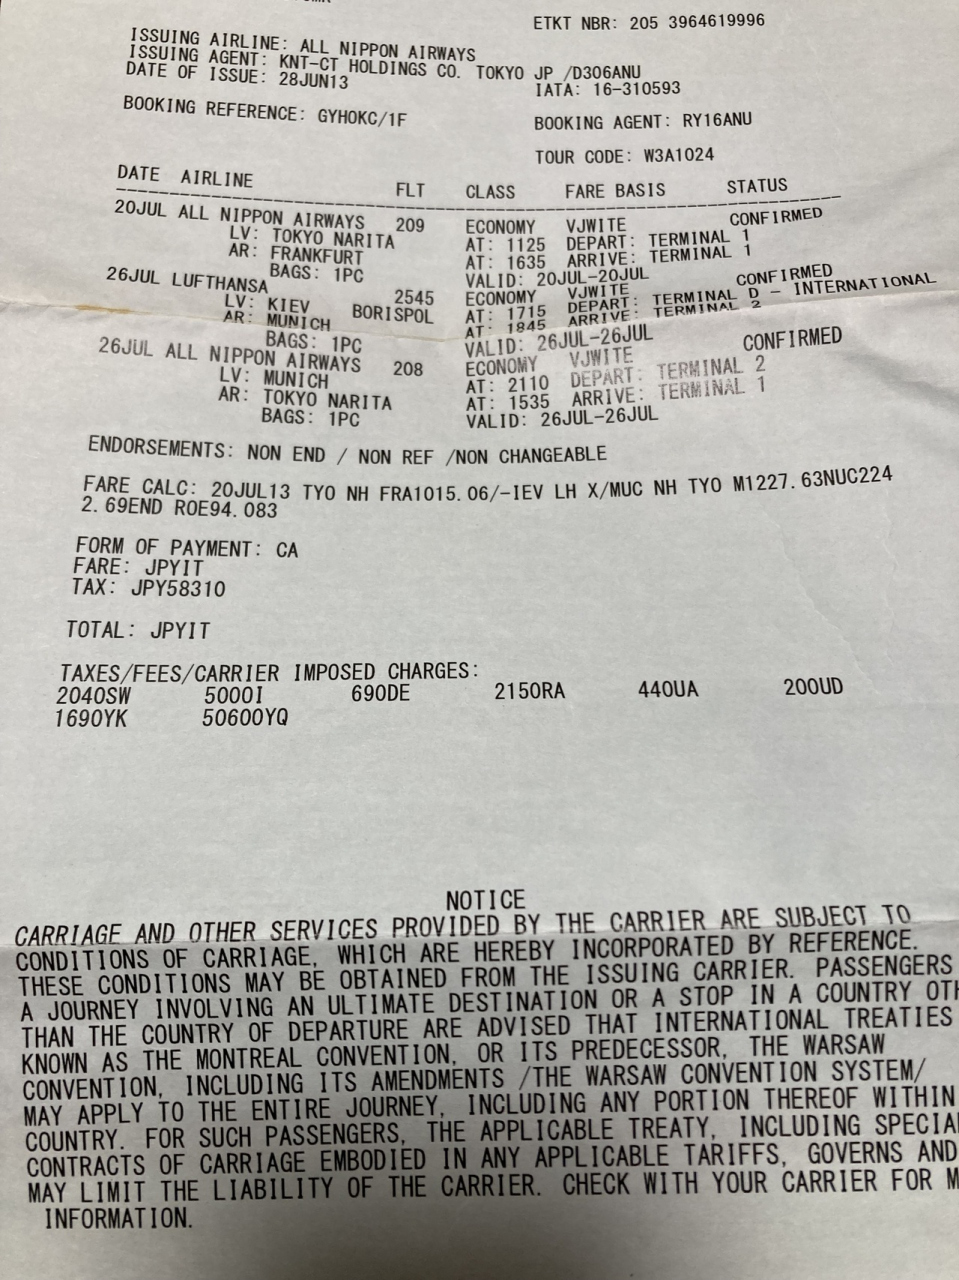 ETKT NBR: 205 3964619996
ISSUING AIRLINE: ALL NIPPON AIRWAYS
ISSUING AGENT: KNT-CT HOLDINGS CO. TOKYO JP /D306ANU
DATE OF ISSUE: 28JUN13 IATA: 16-310593
BOOKING REFERENCE: GYHOKC/1F BOOKING AGENT: RY16ANU
TOUR CODE: W3A1024
DATE AIRLINE FLT CLASS FARE BASIS STATUS
20JUL ALL NIPPON AIRWAYS 209 ECONOMY VJWITE CONFIRMED
LV: TOKYO NARITA AT: 1125 DEPART: TERMINAL 1
AR: FRANKFURT AT: 1635 ARRIVE: TERMINAL 1
BAGS: 1PC VALID: 20JUL-20JUL
26JUL LUFTHANSA 2545 ECONOMY VJWITE CONFIRMED
LV: KIEV BORISPOL AT: 1715 DEPART: TERMINAL D - INTERNATIONAL
AR: MUNICH AT: 1845 ARRIVE: TERMINAL 2
BAGS: 1PC VALID: 26JUL-26JUL
26JUL ALL NIPPON AIRWAYS 208 ECONOMY VJWITE CONFIRMED
LV: MUNICH AT: 2110 DEPART: TERMINAL 2
AR: TOKYO NARITA AT: 1535 ARRIVE: TERMINAL 1
BAGS: 1PC VALID: 26JUL-26JUL
ENDORSEMENTS: NON END / NON REF /NON CHANGEABLE
FARE CALC: 20JUL13 TYO NH FRA1015.06/-IEV LH X/MUC NH TYO M1227.63NUC224
2.69END ROE94.083
FORM OF PAYMENT: CA
FARE: JPYIT
TAX: JPY58310
TOTAL: JPYIT
TAXES/FEES/CARRIER IMPOSED CHARGES:
2040SW 500OI 690DE 2150RA 440UA 200UD
1690YK 50600YQ
NOTICE
CARRIAGE AND OTHER SERVICES PROVIDED BY THE CARRIER ARE SUBJECT TO
CONDITIONS OF CARRIAGE, WHICH ARE HEREBY INCORPORATED BY REFERENCE.
THESE CONDITIONS MAY BE OBTAINED FROM THE ISSUING CARRIER. PASSENGERS
A JOURNEY INVOLVING AN ULTIMATE DESTINATION OR A STOP IN A COUNTRY OTH
THAN THE COUNTRY OF DEPARTURE ARE ADVISED THAT INTERNATIONAL TREATIES
KNOWN AS THE MONTREAL CONVENTION, OR ITS PREDECESSOR, THE WARSAW
CONVENTION, INCLUDING ITS AMENDMENTS /THE WARSAW CONVENTION SYSTEM/
MAY APPLY TO THE ENTIRE JOURNEY, INCLUDING ANY PORTION THEREOF WITHIN
COUNTRY. FOR SUCH PASSENGERS, THE APPLICABLE TREATY, INCLUDING SPECIA
CONTRACTS OF CARRIAGE EMBODIED IN ANY APPLICABLE TARIFFS, GOVERNS AND
MAY LIMIT THE LIABILITY OF THE CARRIER. CHECK WITH YOUR CARRIER FOR M
INFORMATION.